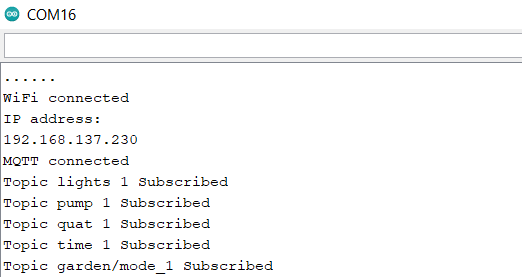 COM16
......
WiFi connected
IP address:
192.168.137.230
MQTT connected
Topic lights 1 Subscribed
Topic pump 1 Subscribed
Topic quat 1 Subscribed
Topic time 1 Subscribed
Topic garden/mode_1 Subscribed